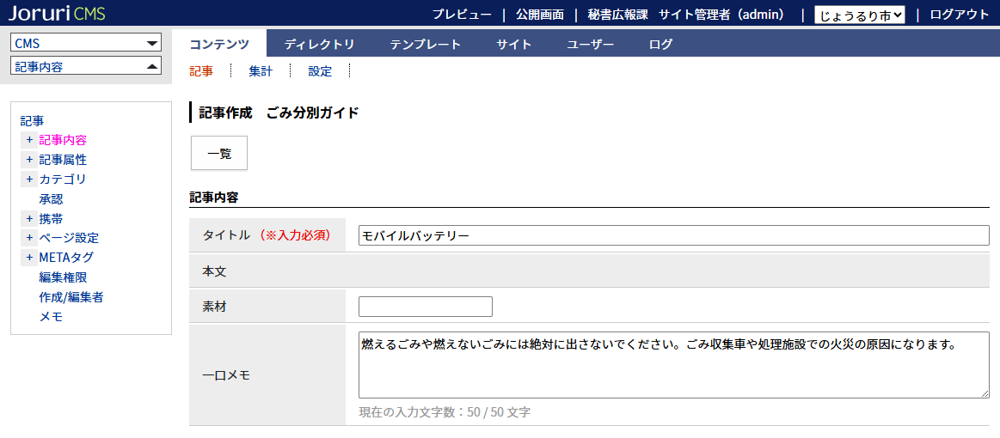 Joruri CMS
プレビュー | 公開画面 | 秘書広報課 サイト管理者（admin） | じょうるり市 | ログアウト
CMS
記事内容
コンテンツ ディレクトリ テンプレート サイト ユーザー ログ
記事 集計 設定
記事
+ 記事内容
+ 記事属性
+ カテゴリ
承認
+ 携帯
+ ページ設定
+ METAタグ
編集権限
作成/編集者
メモ
記事作成 ごみ分別ガイド
一覧
記事内容
タイトル（※入力必須） モバイルバッテリー
本文
素材
一口メモ
燃えるごみや燃えないごみには絶対に出さないでください。ごみ収集車や処理施設での火災の原因になります。
現在の入力文字数：50 / 50 文字